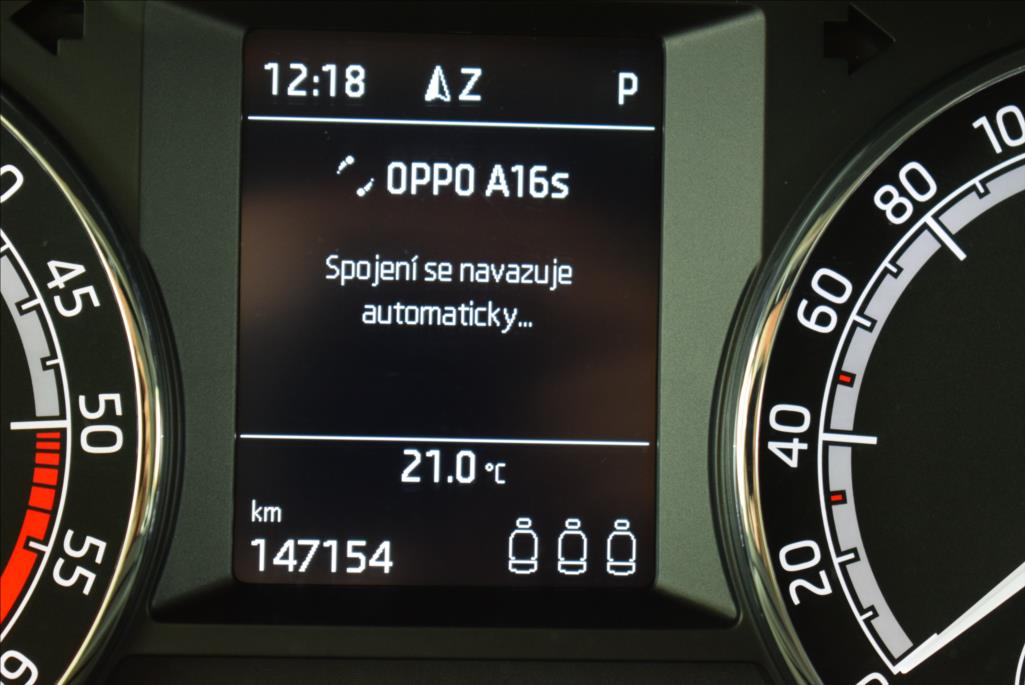 12:18 Z P
OPPO A16s
Spojení se navazuje
automaticky...
21.0 °C
km
147154
45
50
55
20
40
60
80